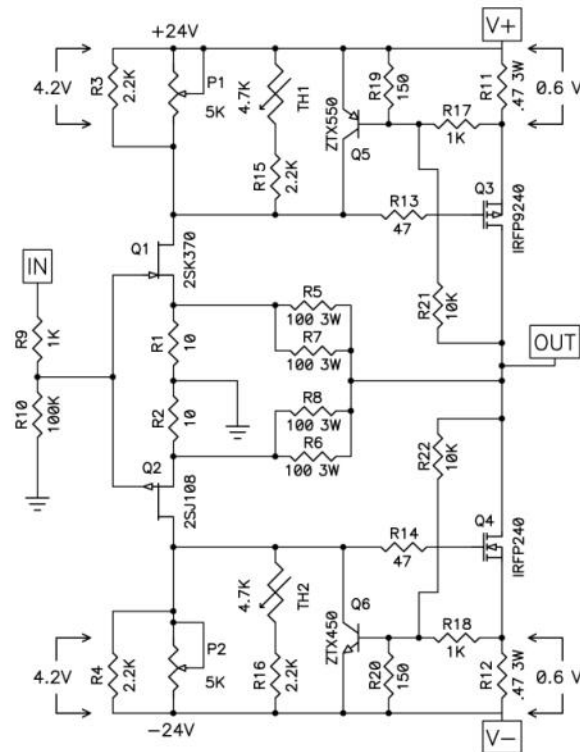 +24V
V+
4.2V
R3
2.2K
P1
5K
4.7K
TH1
R15
2.2K
ZTX550
Q5
R19
150
R17
1K
R11
.47 3W
0.6 V
R13
47
Q3
IRFP9240
Q1
2SK370
IN
R9
1K
R10
100K
R1
10
R2
10
R5
100 3W
R7
100 3W
R8
100 3W
R6
100 3W
R21
10K
OUT
R22
10K
Q2
2SJ108
R14
47
Q4
IRFP240
4.7K
TH2
R16
2.2K
Q6
ZTX450
R20
150
R18
1K
R12
.47 3W
0.6 V
4.2V
R4
2.2K
P2
5K
−24V
V−